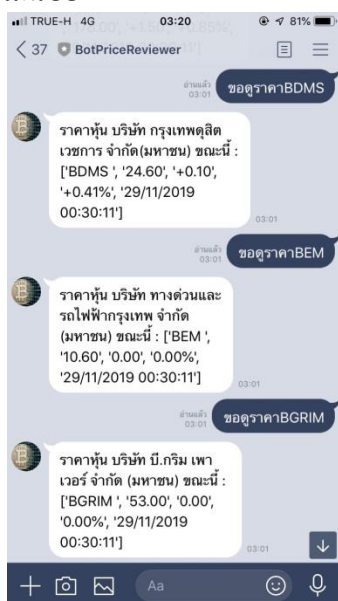 TRUE-H 4G 03:20 81%
37 BotPriceReviewer
อ่านแล้ว
03:01
ขอดูราคาBDMS
ราคาหุ้น บริษัท กรุงเทพดุสิต
เวชการ จำกัด(มหาชน) ขณะนี้ :
['BDMS ', '24.60', '+0.10',
'+0.41%', '29/11/2019
00:30:11']
03:01
อ่านแล้ว
03:01
ขอดูราคาBEM
ราคาหุ้น บริษัท ทางด่วนและ
รถไฟฟ้ากรุงเทพ จำกัด
(มหาชน) ขณะนี้ : ['BEM ',
'10.60', '0.00', '0.00%',
'29/11/2019 00:30:11']
03:01
อ่านแล้ว
03:01
ขอดูราคาBGRIM
ราคาหุ้น บริษัท บี.กริม เพา
เวอร์ จำกัด (มหาชน) ขณะนี้ :
['BGRIM ', '53.00', '0.00',
'0.00%', '29/11/2019
00:30:11']
03:01
Aa